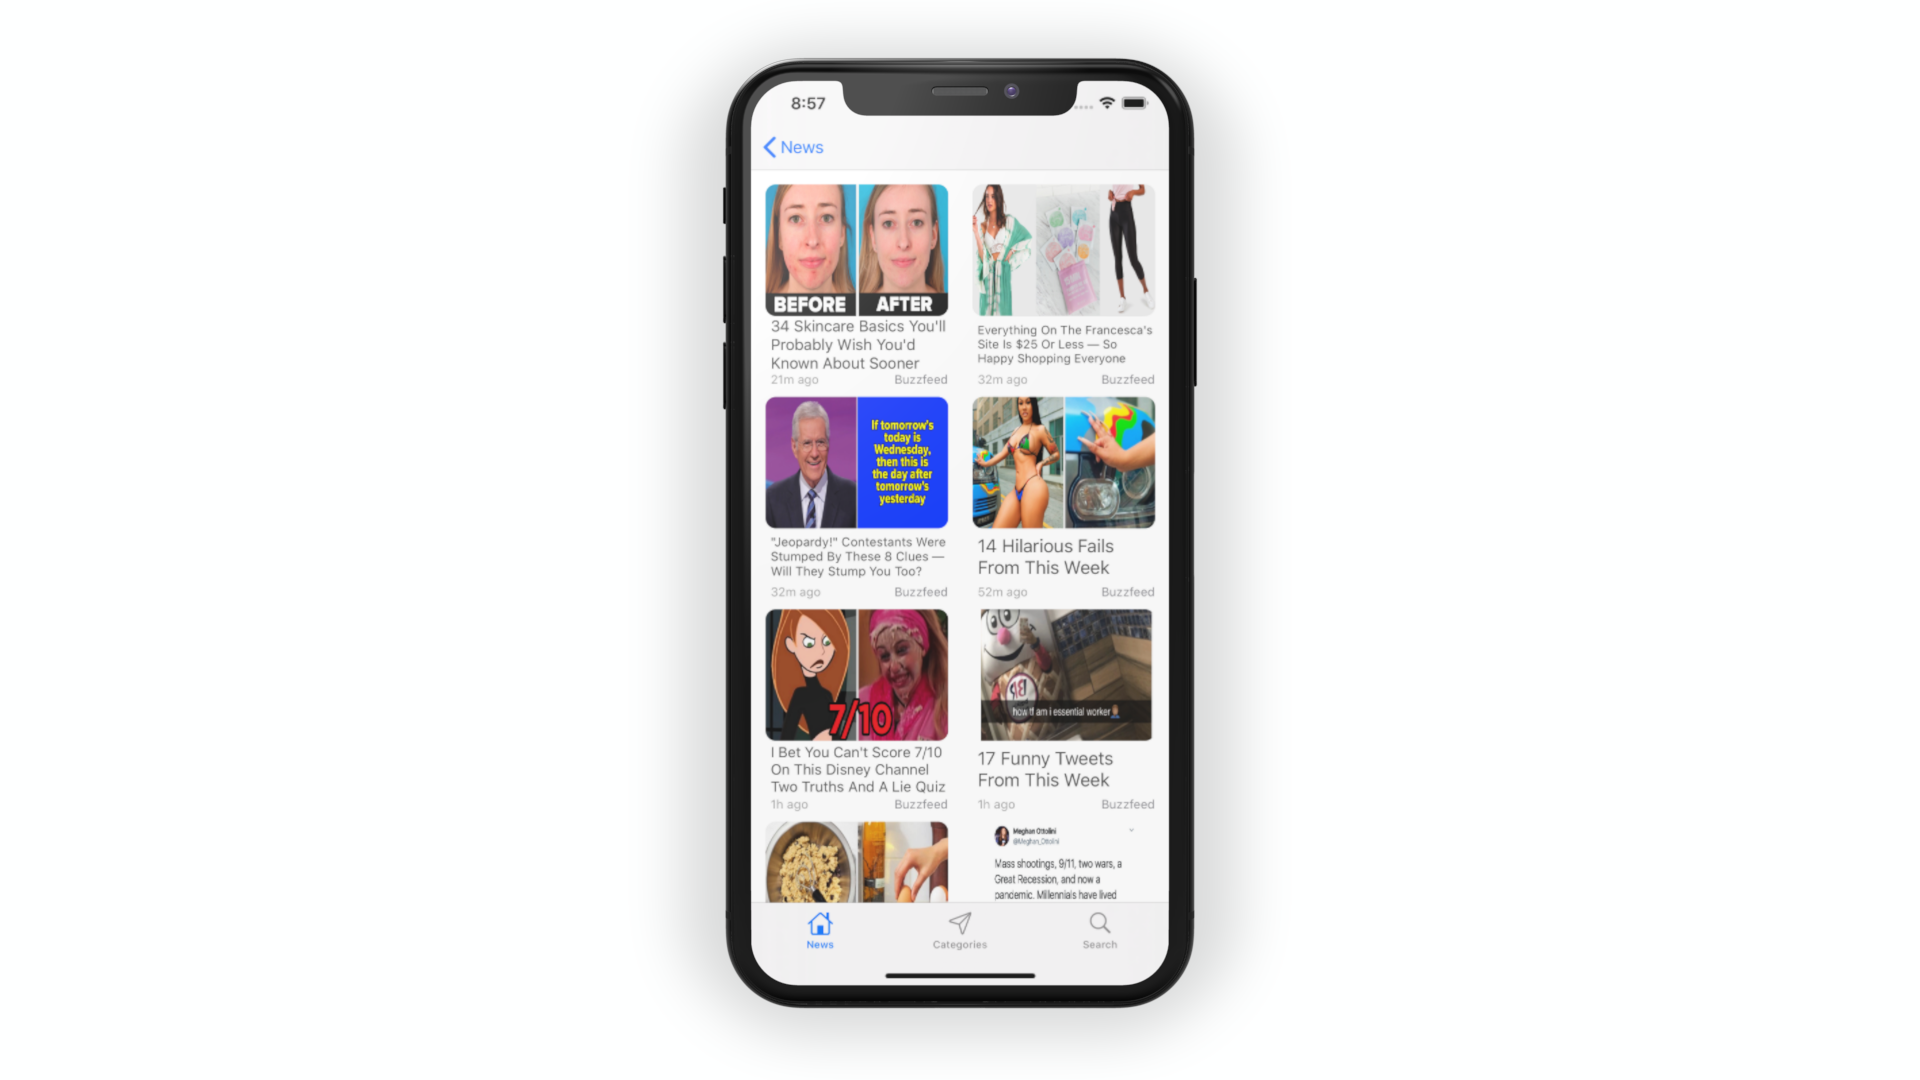 8:57
News
BEFORE
AFTER
34 Skincare Basics You'll
Probably Wish You'd
Known About Sooner
21m ago
Buzzfeed
Everything On The Francesca's
Site Is $25 Or Less — So
Happy Shopping Everyone
32m ago
Buzzfeed
If tomorrow's
today is
Wednesday,
then this is
the day after
tomorrow's
yesterday
"Jeopardy!" Contestants Were
Stumped By These 8 Clues —
Will They Stump You Too?
32m ago
Buzzfeed
14 Hilarious Fails
From This Week
52m ago
Buzzfeed
7/10
I Bet You Can't Score 7/10
On This Disney Channel
Two Truths And A Lie Quiz
1h ago
Buzzfeed
how tf am i essential worker
17 Funny Tweets
From This Week
1h ago
Buzzfeed
Meghan Ottolini
@Meghan_Ottolini
Mass shootings, 9/11, two wars, a
Great Recession, and now a
pandemic. Millennials have lived
News
Categories
Search